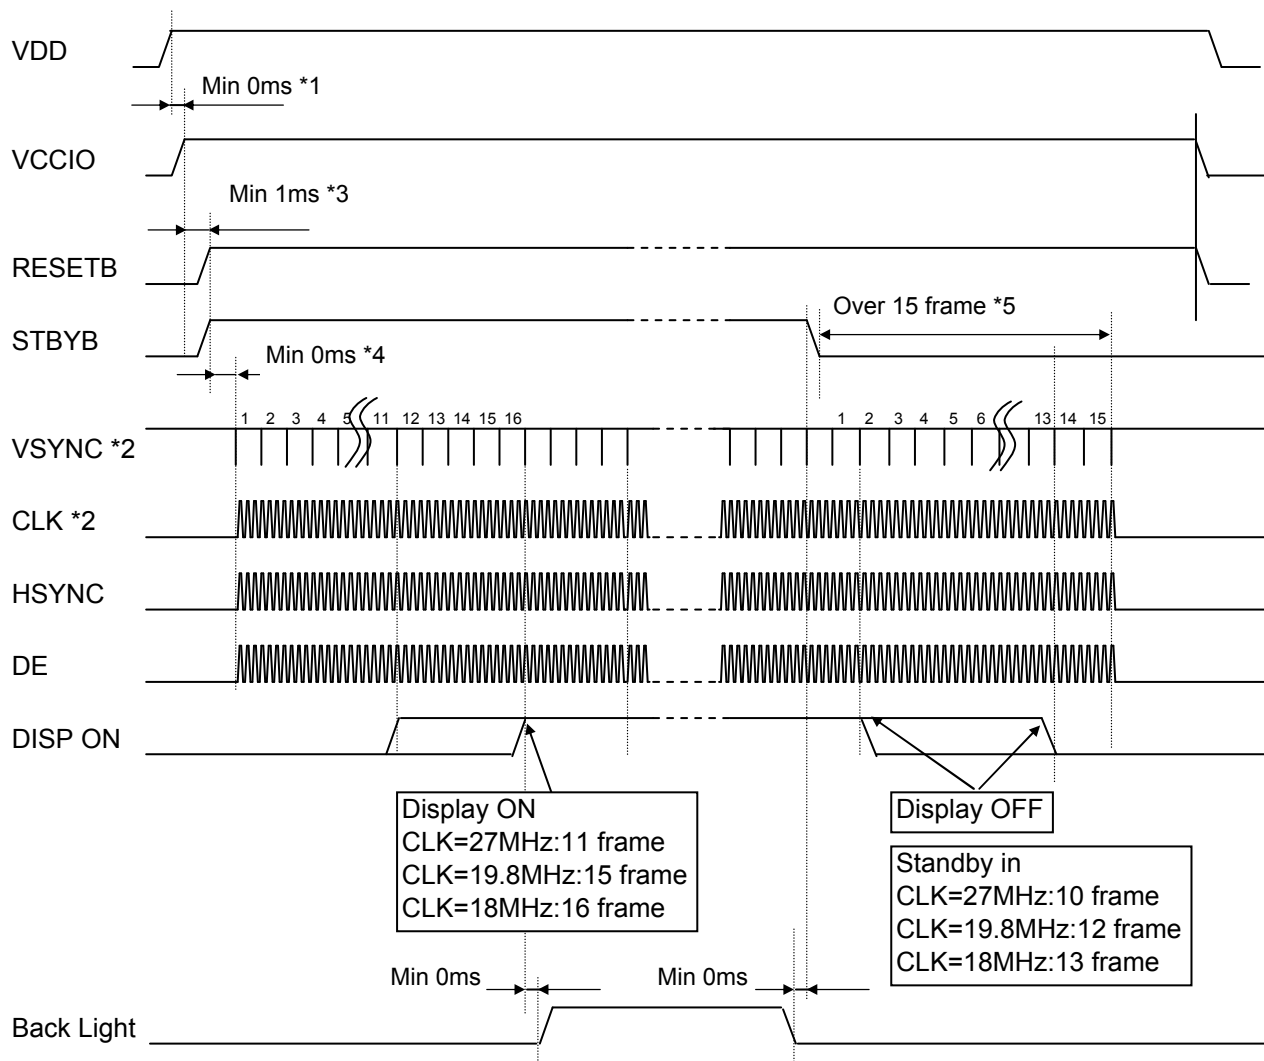 VDD
Min 0ms *1
VCCIO
Min 1ms *3
RESETB
Over 15 frame *5
STBYB
Min 0ms *4
1 2 3 4 5 11 12 13 14 15 16 1 2 3 4 5 6 13 14 15
VSYNC *2
CLK *2
HSYNC
DE
DISP ON
Display ON
CLK=27MHz:11 frame
CLK=19.8MHz:15 frame
CLK=18MHz:16 frame
Display OFF
Standby in
CLK=27MHz:10 frame
CLK=19.8MHz:12 frame
CLK=18MHz:13 frame
Min 0ms Min 0ms
Back Light